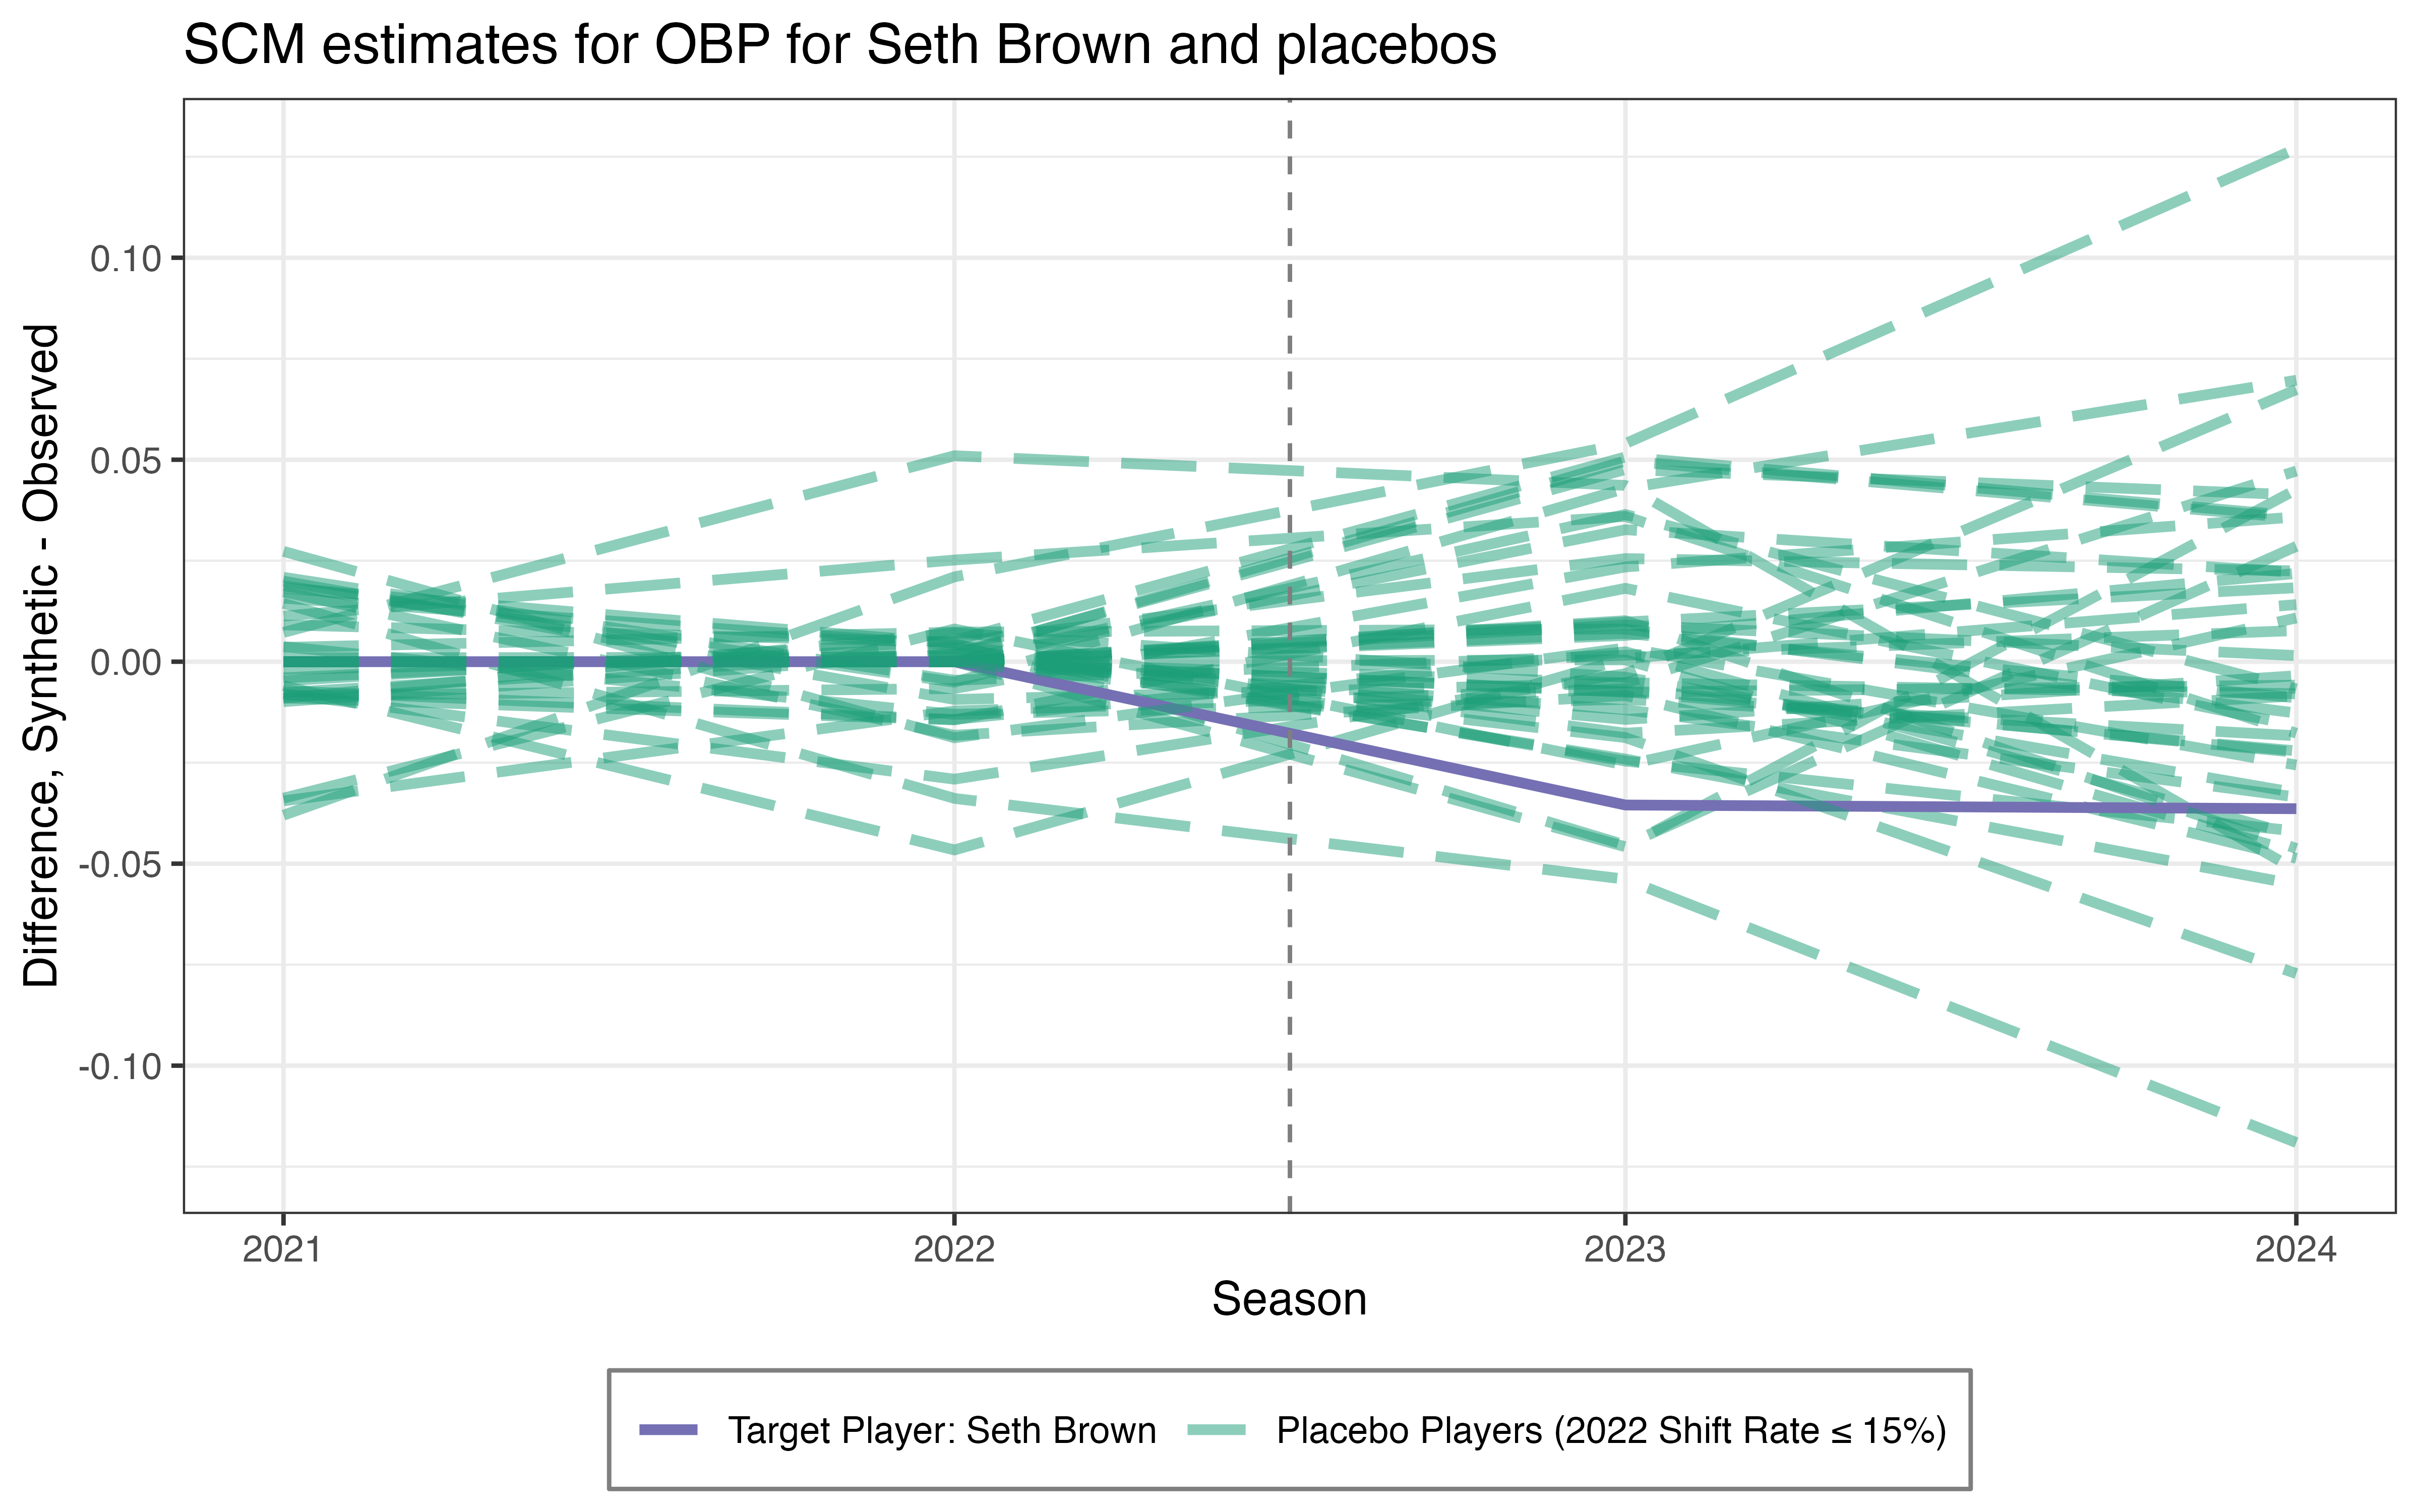 SCM estimates for OBP for Seth Brown and placebos
Difference, Synthetic - Observed
0.10
0.05
0.00
-0.05
-0.10
2021
2022
2023
2024
Season
Target Player: Seth Brown
Placebo Players (2022 Shift Rate ≤ 15%)